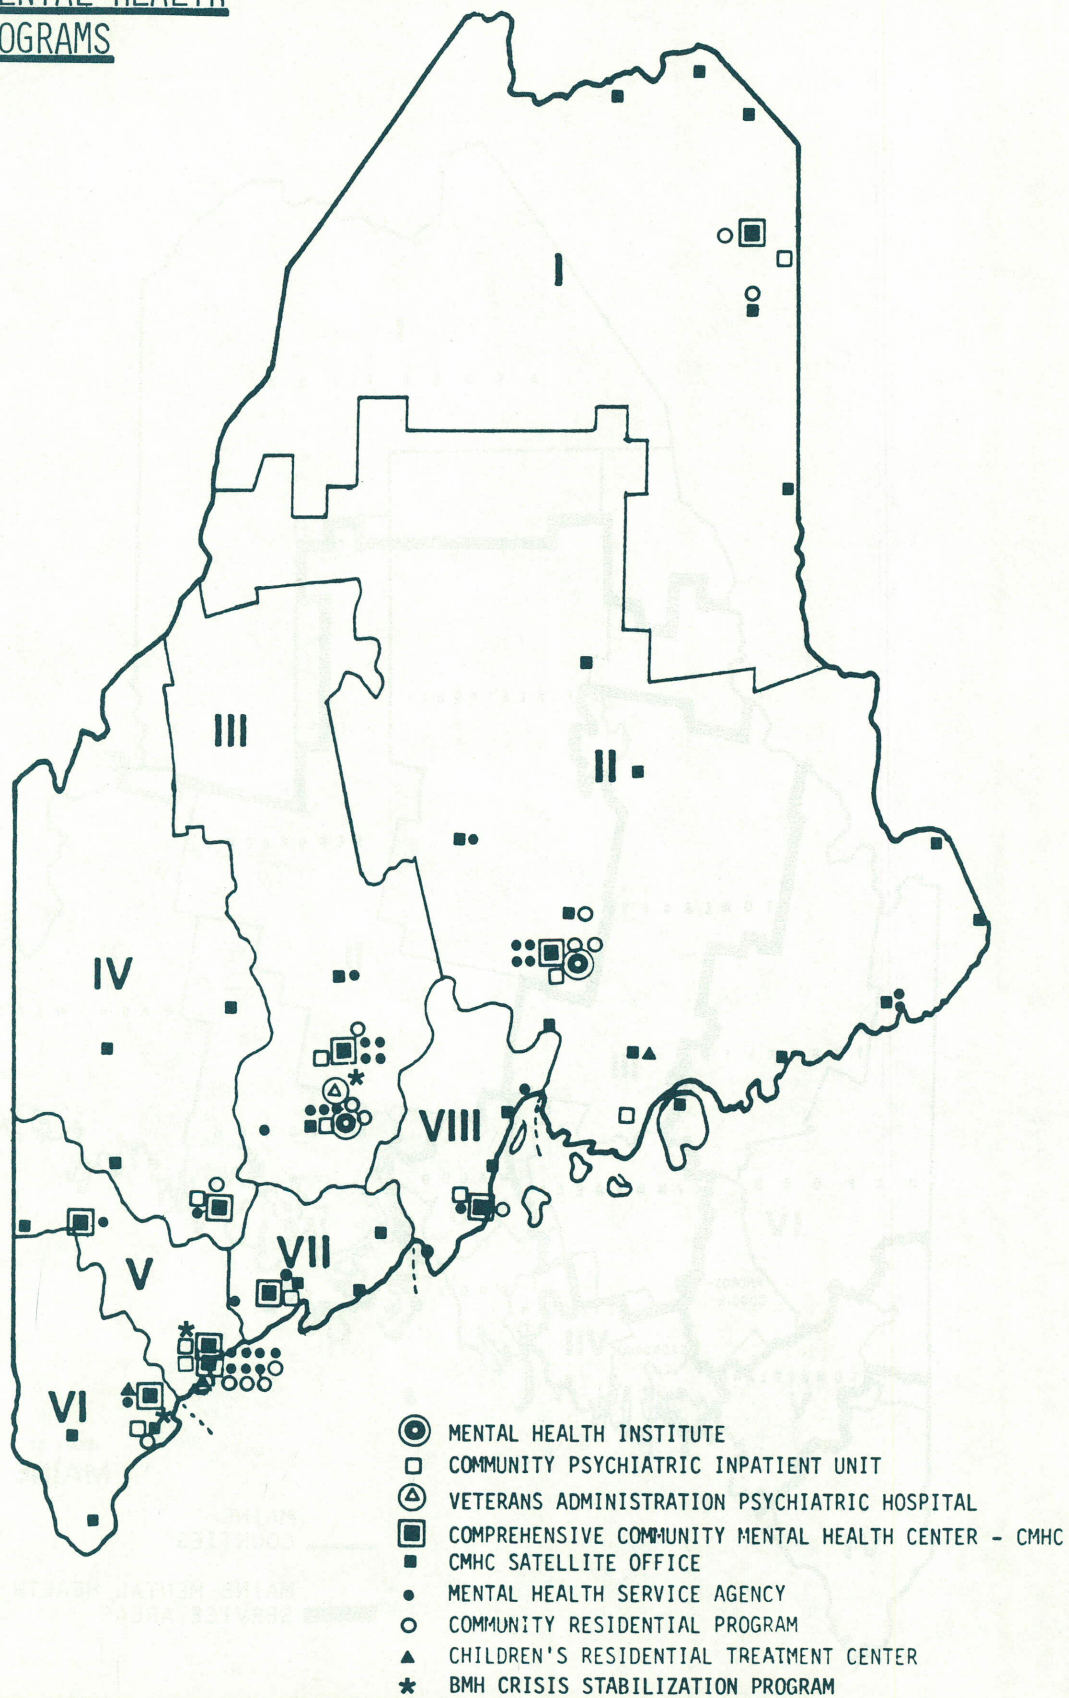 OGRAMS
I
III
II
IV
VIII
VII
V
VI
MENTAL HEALTH INSTITUTE
COMMUNITY PSYCHIATRIC INPATIENT UNIT
VETERANS ADMINISTRATION PSYCHIATRIC HOSPITAL
COMPREHENSIVE COMMUNITY MENTAL HEALTH CENTER - CMHC
CMHC SATELLITE OFFICE
MENTAL HEALTH SERVICE AGENCY
COMMUNITY RESIDENTIAL PROGRAM
CHILDREN'S RESIDENTIAL TREATMENT CENTER
BMH CRISIS STABILIZATION PROGRAM